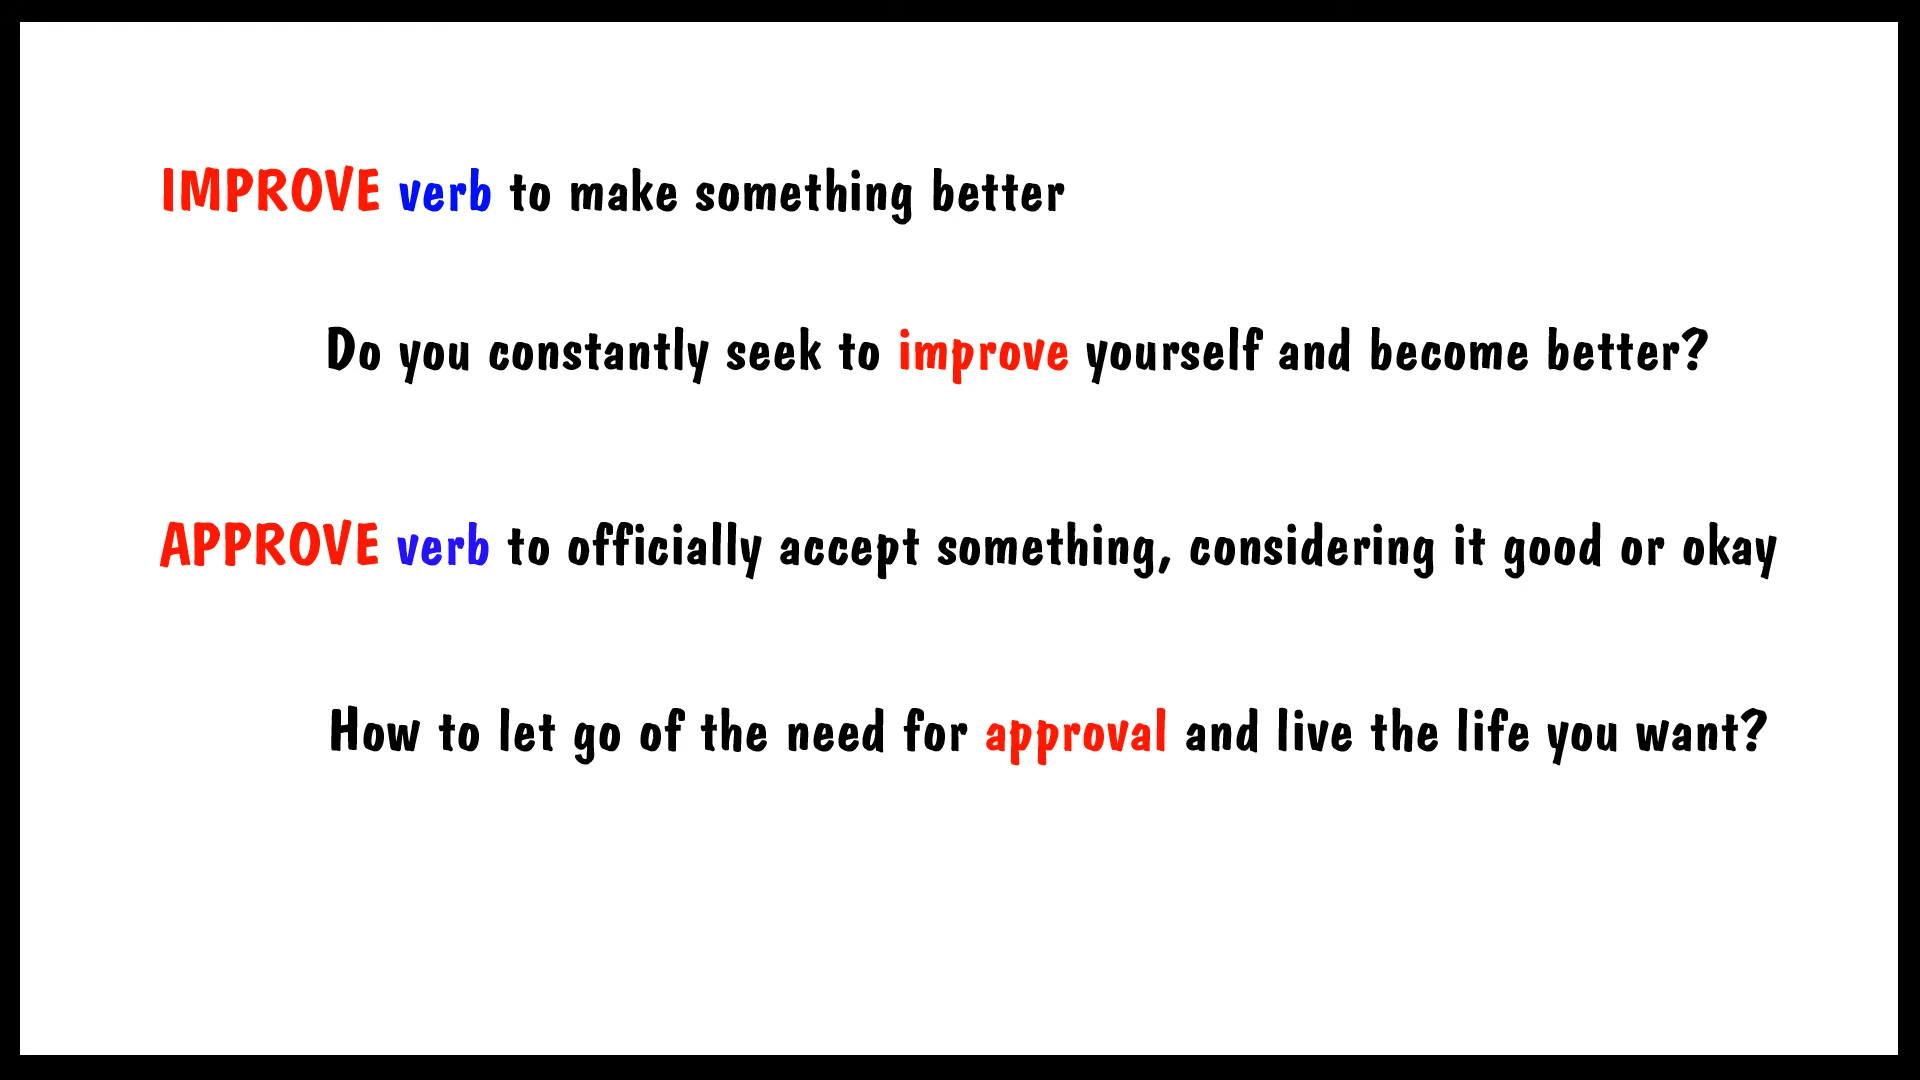 IMPROVE verb to make something better
Do you constantly seek to improve yourself and become better?
APPROVE verb to officially accept something, considering it good or okay
How to let go of the need for approval and live the life you want?